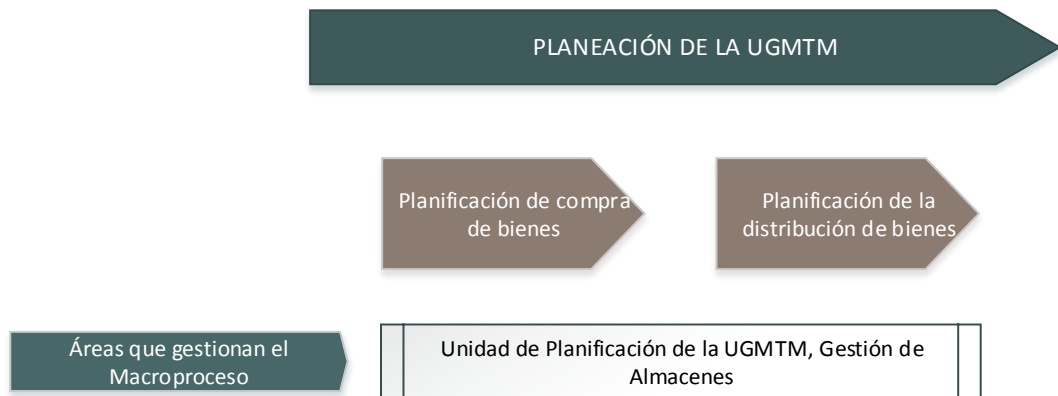 PLANEACIÓN DE LA UGMTM
Planificación de compra
de bienes
Planificación de la
distribución de bienes
Áreas que gestionan el
Macroproceso
Unidad de Planificación de la UGMTM, Gestión de
Almacenes